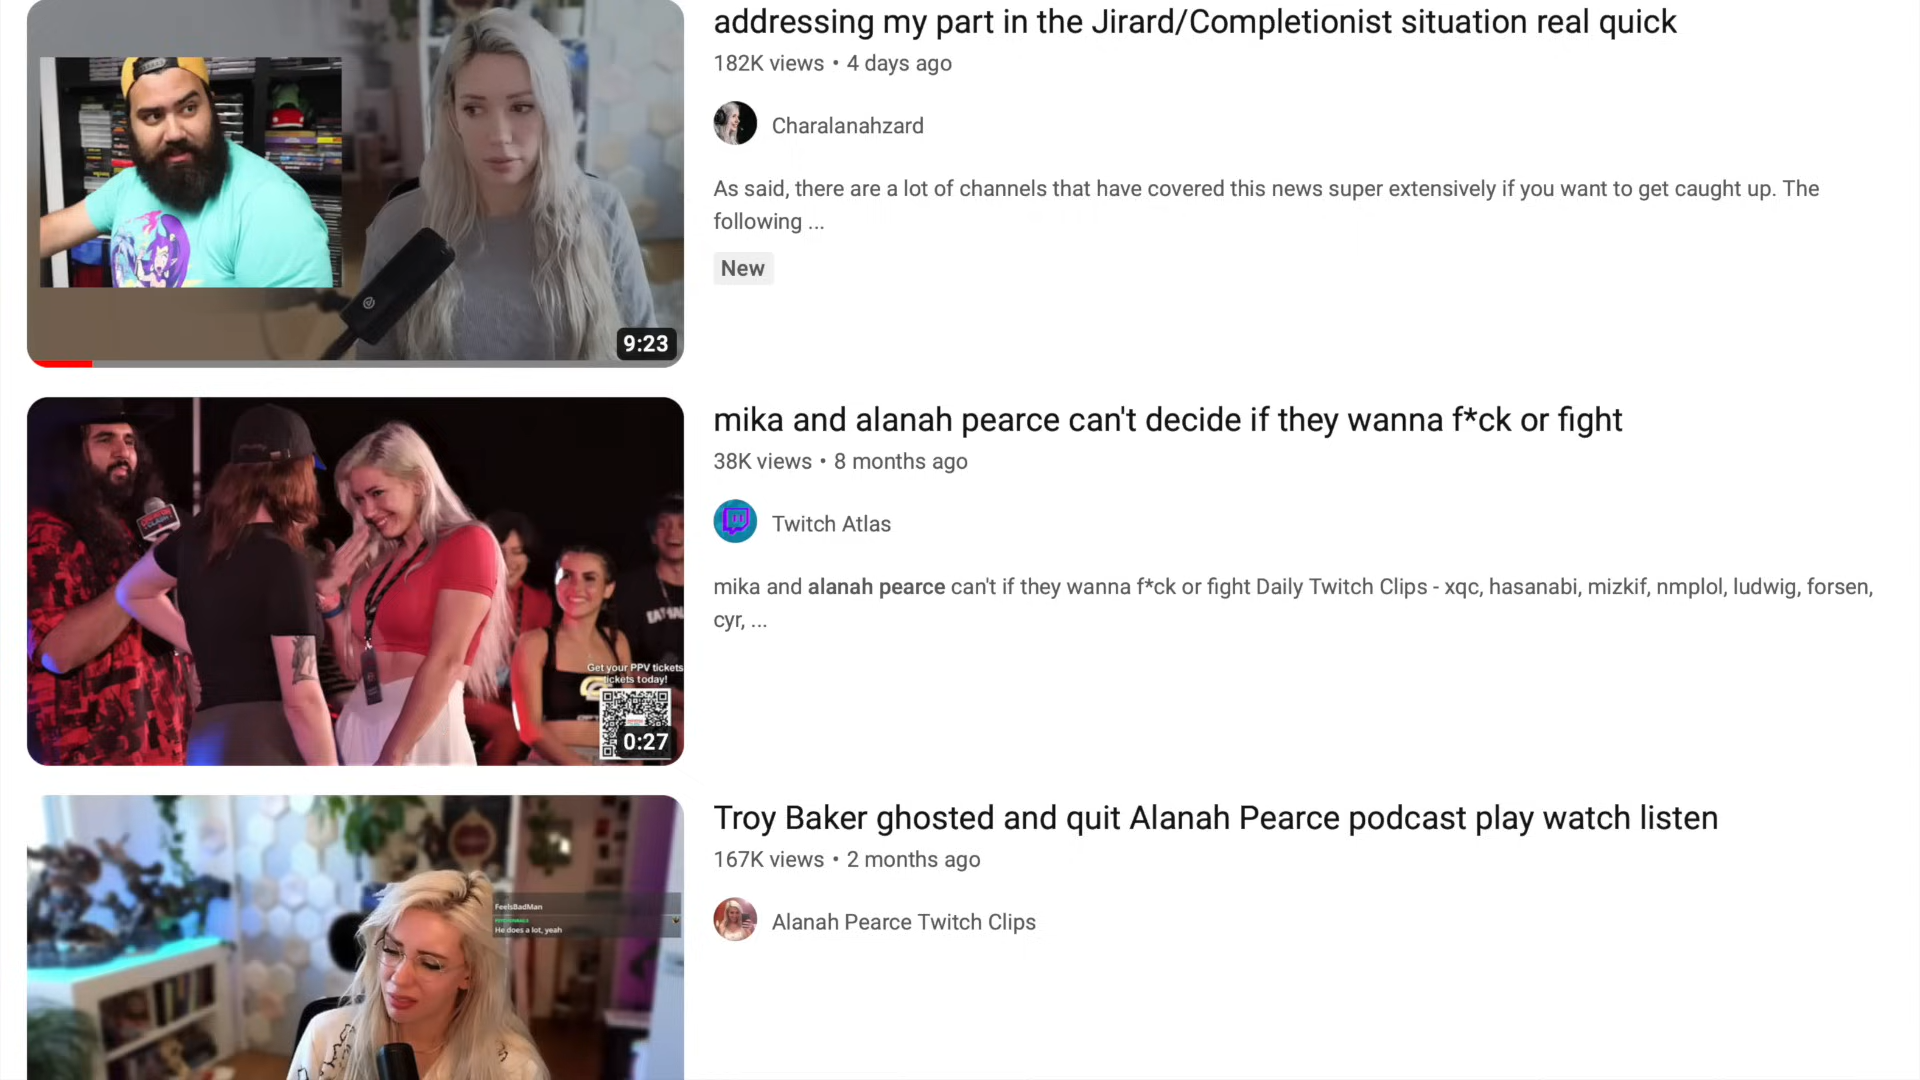 addressing my part in the Jirard/Completionist situation real quick
182K views • 4 days ago
Charalanahzard
As said, there are a lot of channels that have covered this news super extensively if you want to get caught up. The
following ...
New
9:23
mika and alanah pearce can't decide if they wanna f*ck or fight
38K views • 8 months ago
Twitch Atlas
mika and alanah pearce can't if they wanna f*ck or fight Daily Twitch Clips - xqc, hasanabi, mizkif, nmplol, ludwig, forsen,
cyr, ...
Get your PPV tickets
tickets today!
0:27
Troy Baker ghosted and quit Alanah Pearce podcast play watch listen
167K views • 2 months ago
Alanah Pearce Twitch Clips
FeelsBadMan
He does a lot, yeah